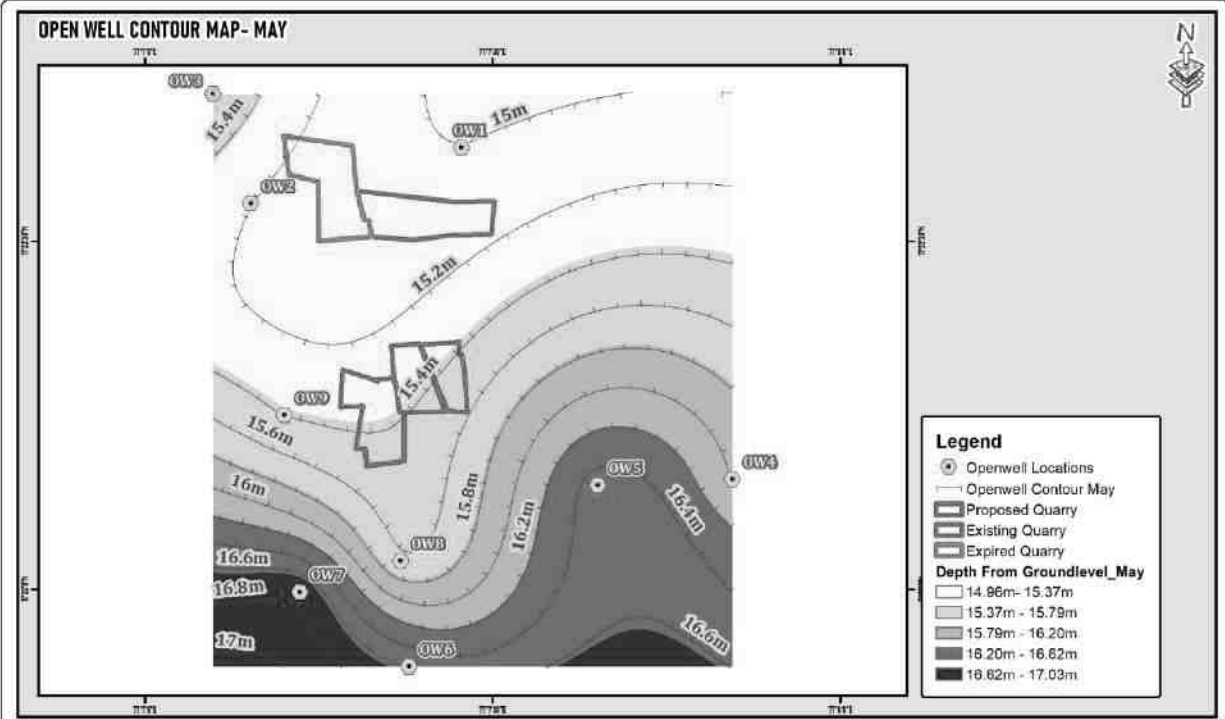 OPEN WELL CONTOUR MAP- MAY
N
OW3
15.4m
15m
OW1
OW2
15.2m
15.4m
OW9
15.6m
OW4
OW5
16m
15.8m
16.4m
16.2m
OW8
16.6m
OW7
16.8m
16.6m
17m
OW6
Legend
Openwell Locations
Openwell Contour May
Proposed Quarry
Existing Quarry
Expired Quarry
Depth From Groundlevel_May
14.96m- 15.37m
15.37m - 15.79m
15.79m - 16.20m
16.20m - 16.62m
16.62m - 17.03m